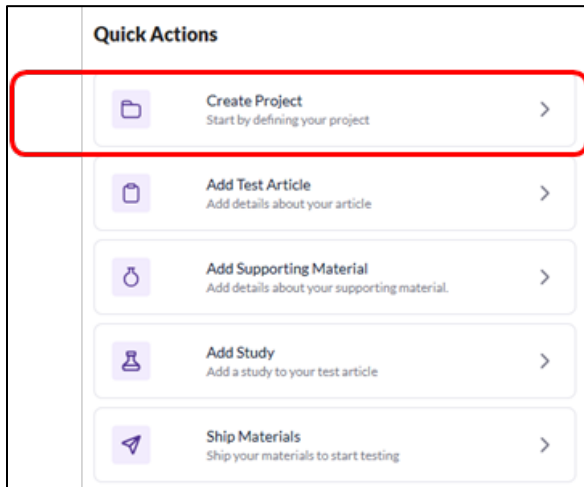 Quick Actions
Create Project
Start by defining your project
Add Test Article
Add details about your article
Add Supporting Material
Add details about your supporting material.
Add Study
Add a study to your test article
Ship Materials
Ship your materials to start testing